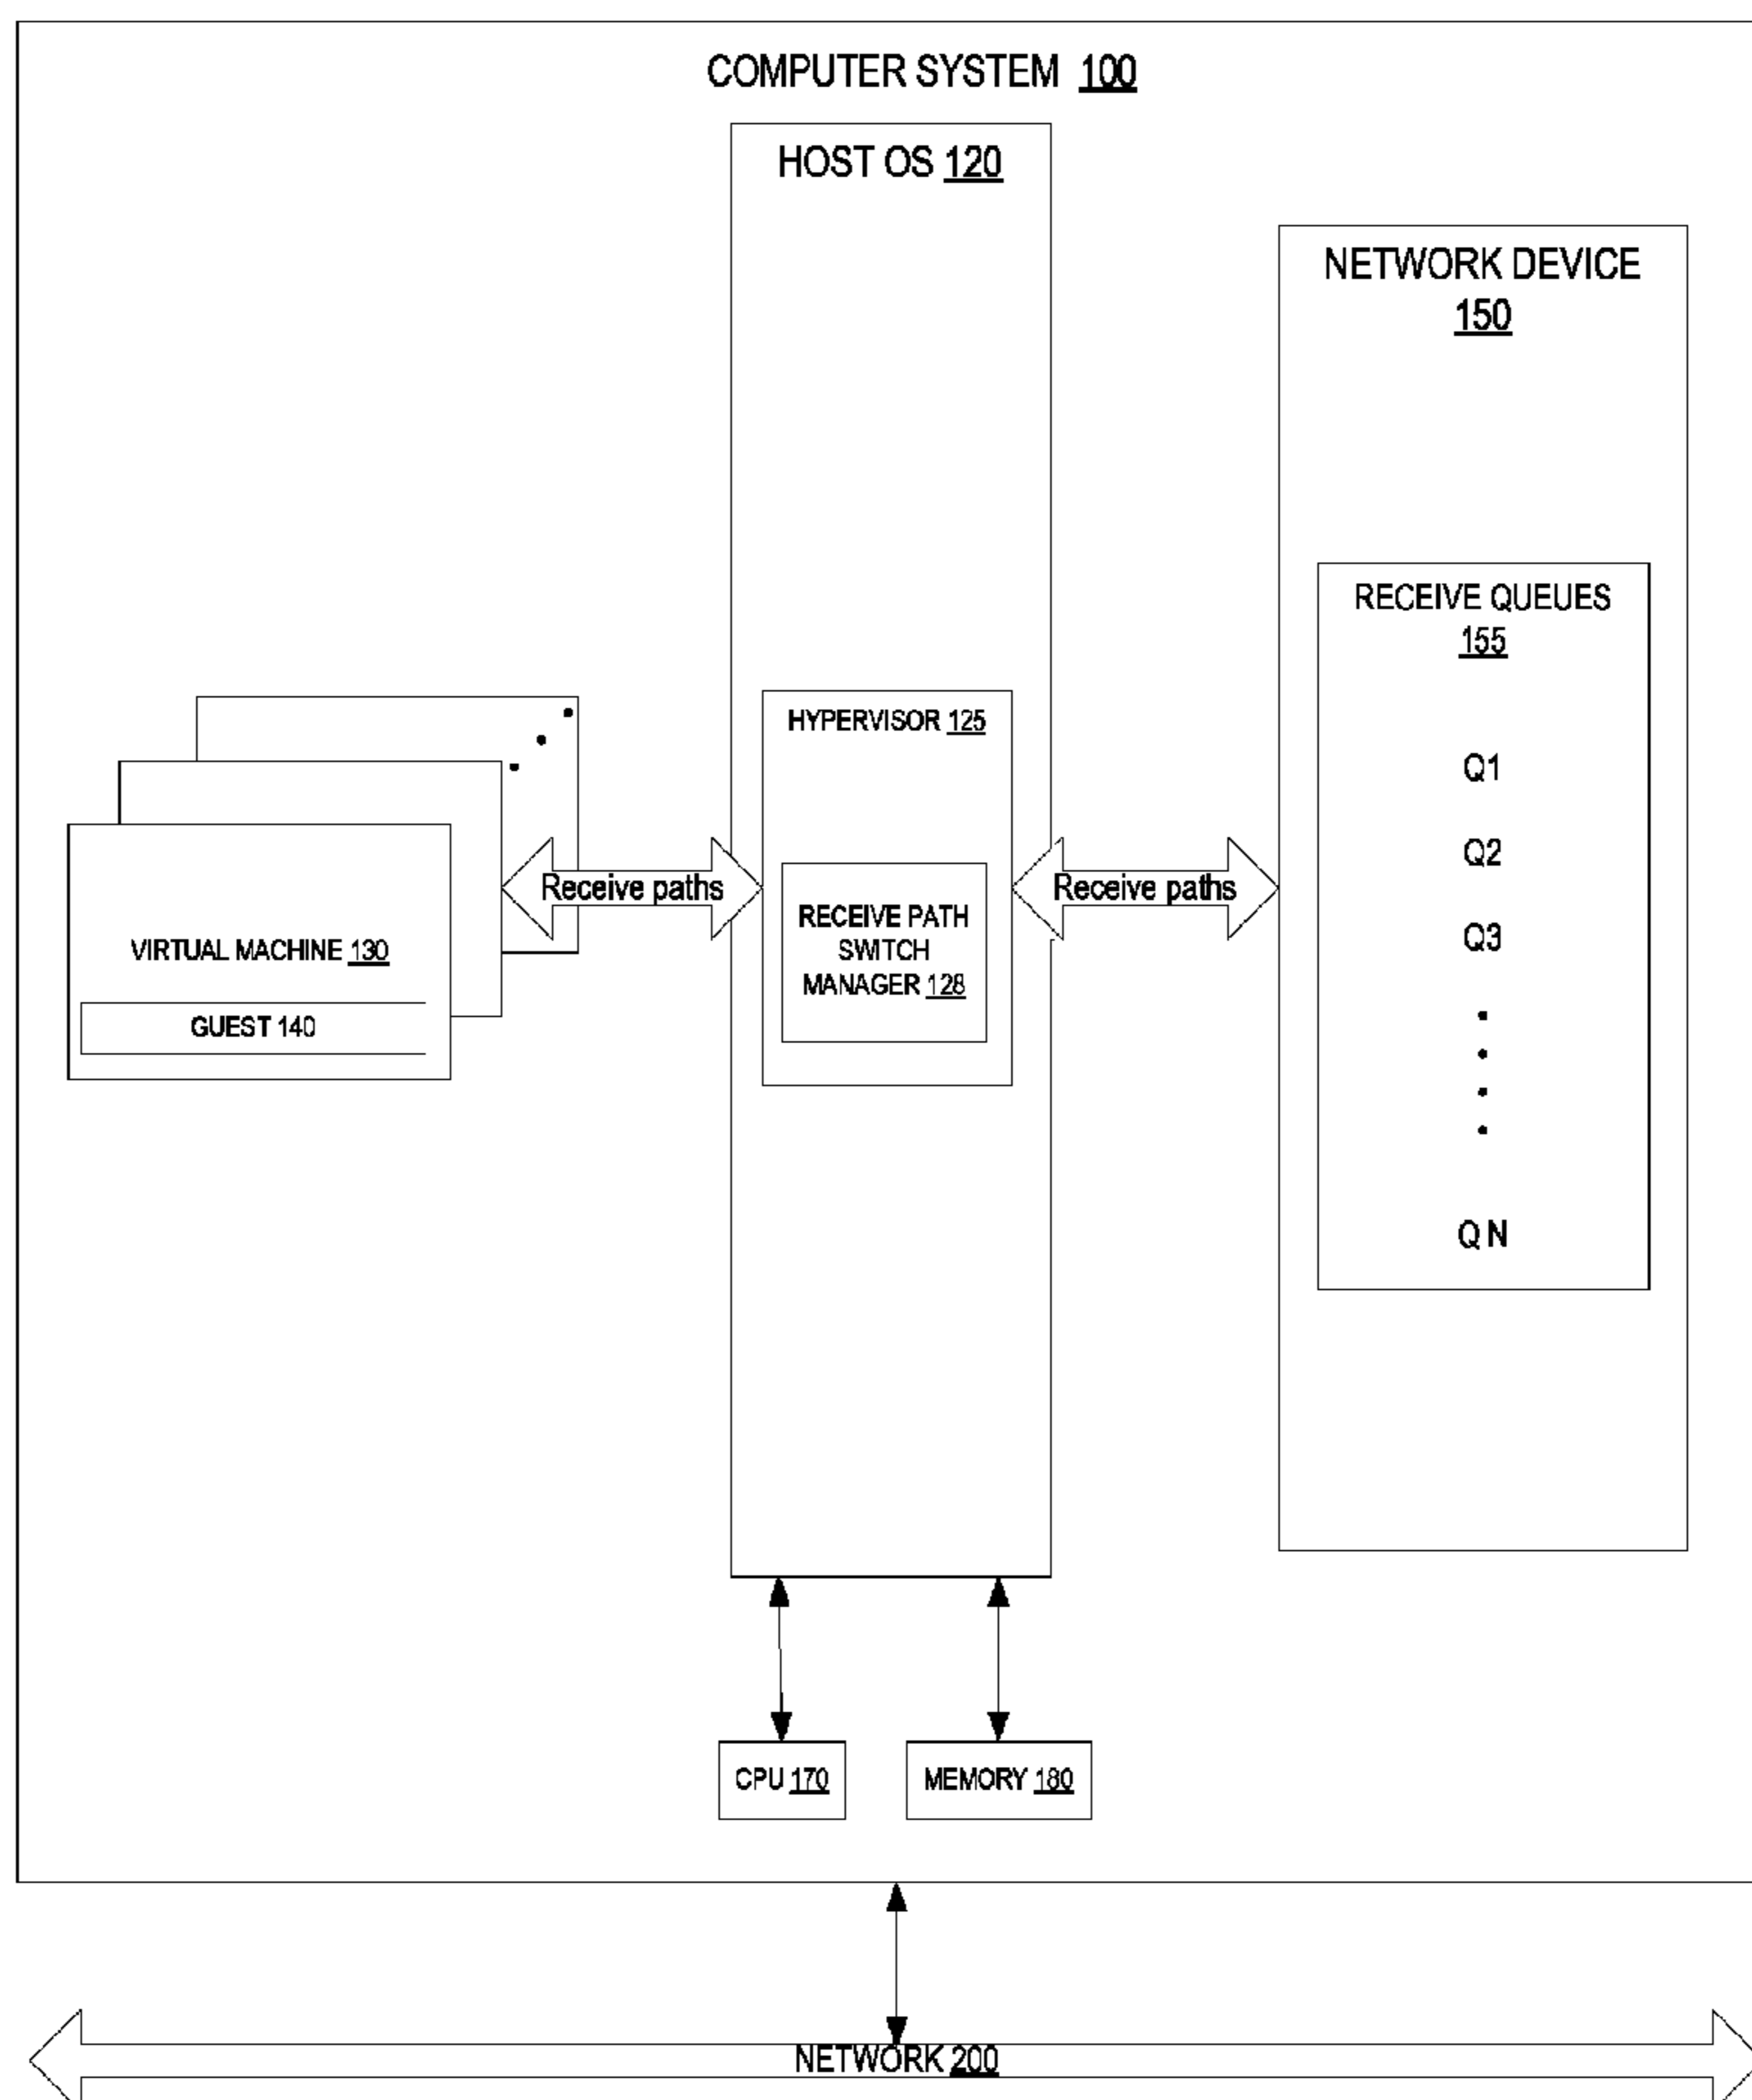 COMPUTER SYSTEM 100
HOST OS 120
NETWORK DEVICE
150
RECEIVE QUEUES
155
HYPERVISOR 125
Q1
Q2
Receive paths
Receive paths
RECEIVE PATH
SWITCH
MANAGER 128
Q3
VIRTUAL MACHINE 130
GUEST 140
Q N
CPU 170
MEMORY 180
NETWORK 200